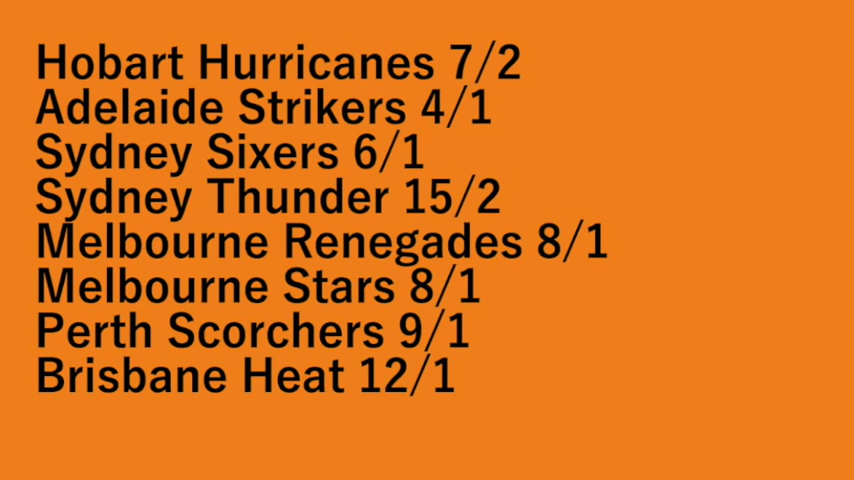 Hobart Hurricanes 7/2
Adelaide Strikers 4/1
Sydney Sixers 6/1
Sydney Thunder 15/2
Melbourne Renegades 8/1
Melbourne Stars 8/1
Perth Scorchers 9/1
Brisbane Heat 12/1